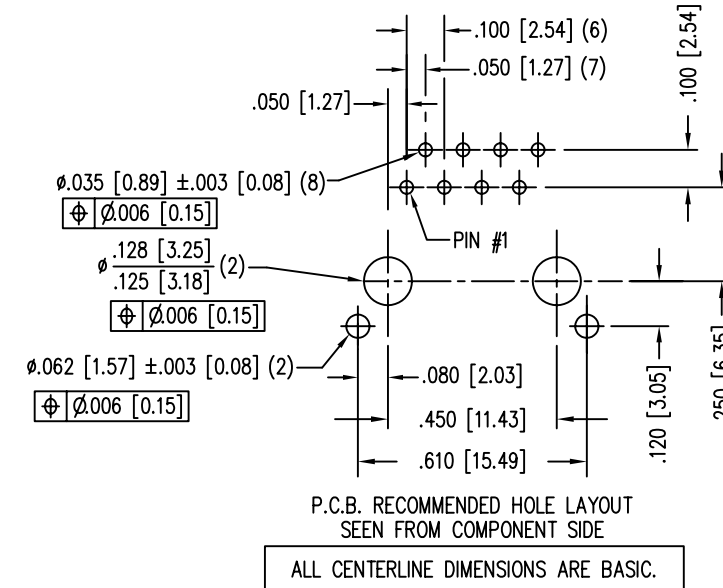 .100 [2.54] (6)
.050 [1.27] (7)
.050 [1.27]
.100 [2.54]
ø.035 [0.89] ±.003 [0.08] (8)
⌖ Ø.006 [0.15]
PIN #1
ø .128 [3.25]
.125 [3.18] (2)
⌖ Ø.006 [0.15]
ø.062 [1.57] ±.003 [0.08] (2)
⌖ Ø.006 [0.15]
.080 [2.03]
.450 [11.43]
.610 [15.49]
.120 [3.05]
.250 [6.35]
P.C.B. RECOMMENDED HOLE LAYOUT
SEEN FROM COMPONENT SIDE
ALL CENTERLINE DIMENSIONS ARE BASIC.